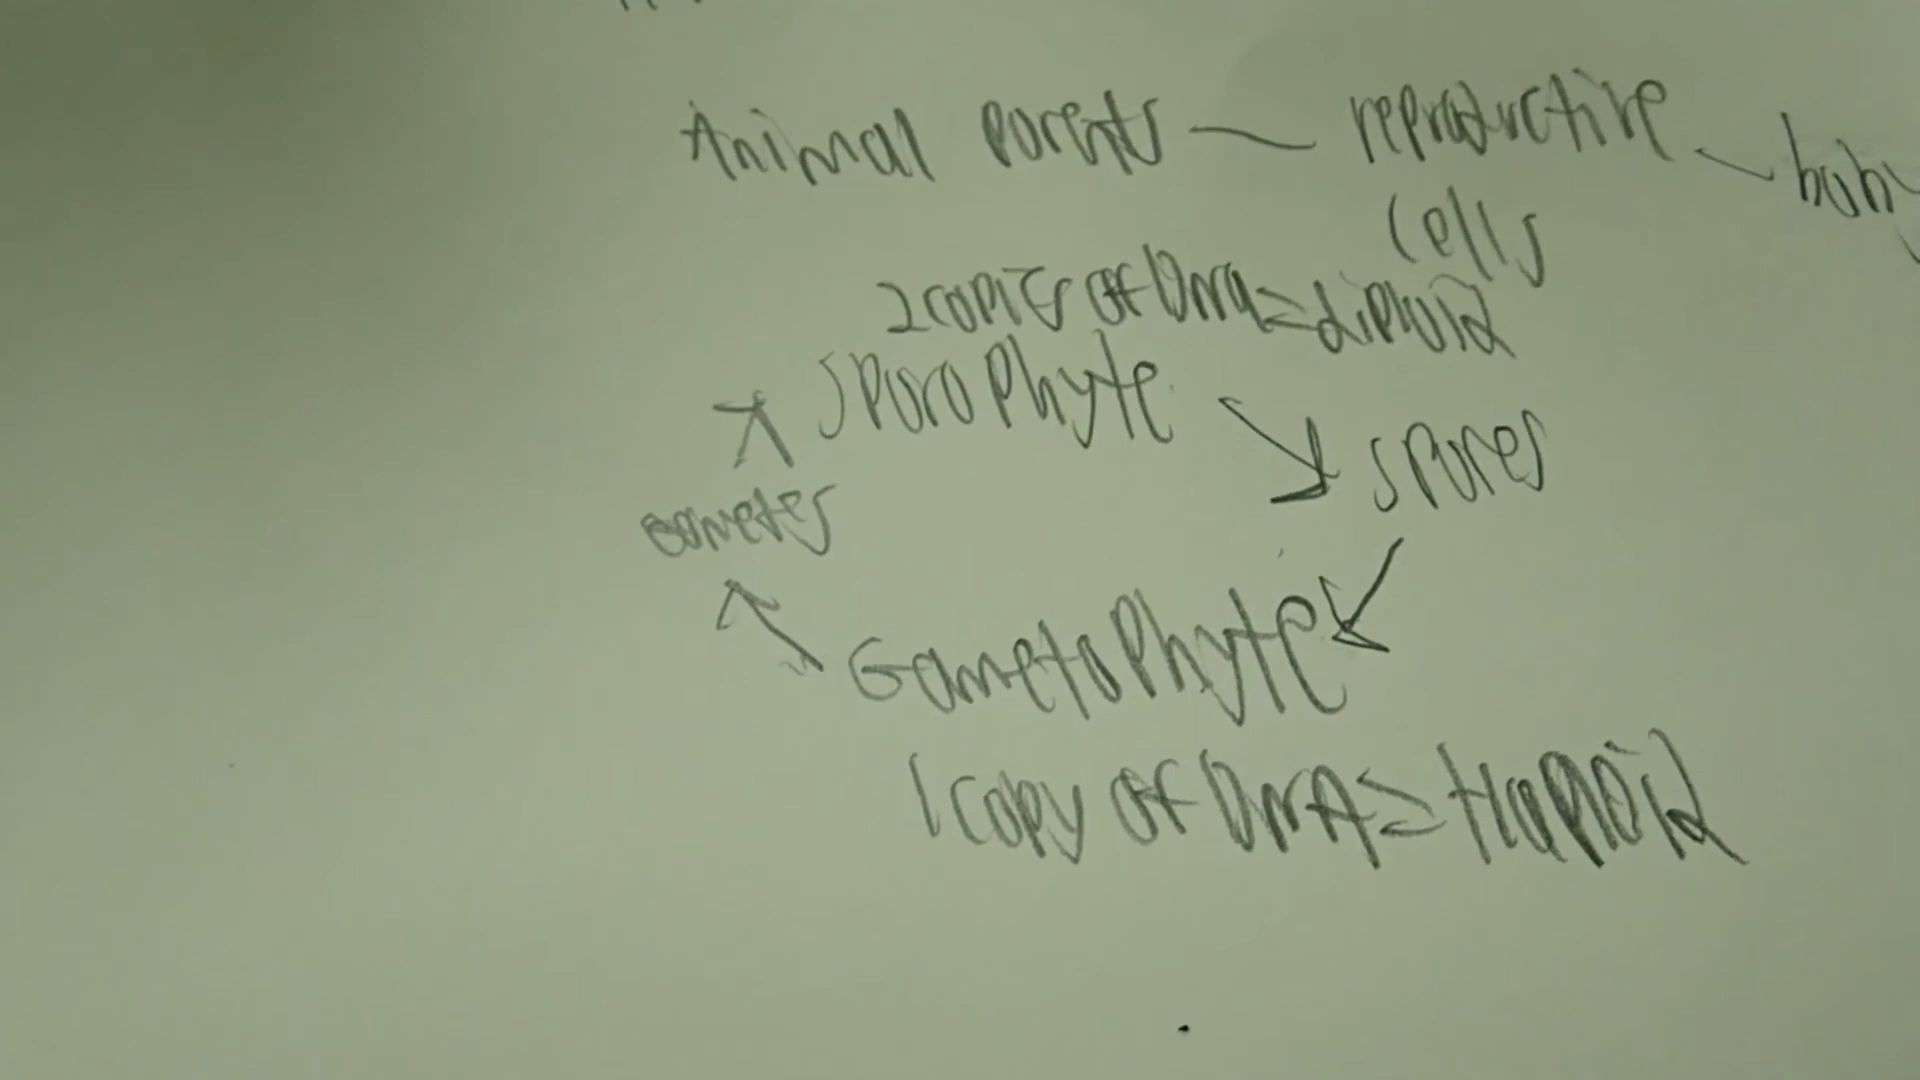 Animal Parents — reproductive — baby
cells
2 copies of Dna = diploid
sporophyte
spores
gametes
Gametophyte
1 copy of DNA = Haploid